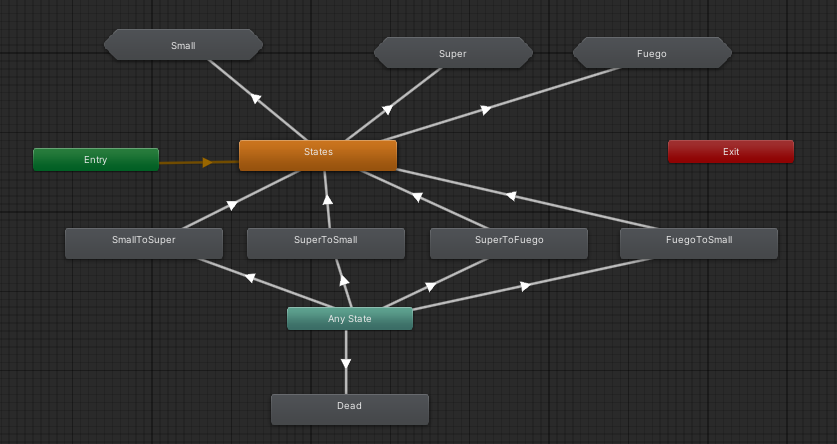 Small
Super
Fuego
Entry
States
Exit
SmallToSuper
SuperToSmall
SuperToFuego
FuegoToSmall
Any State
Dead